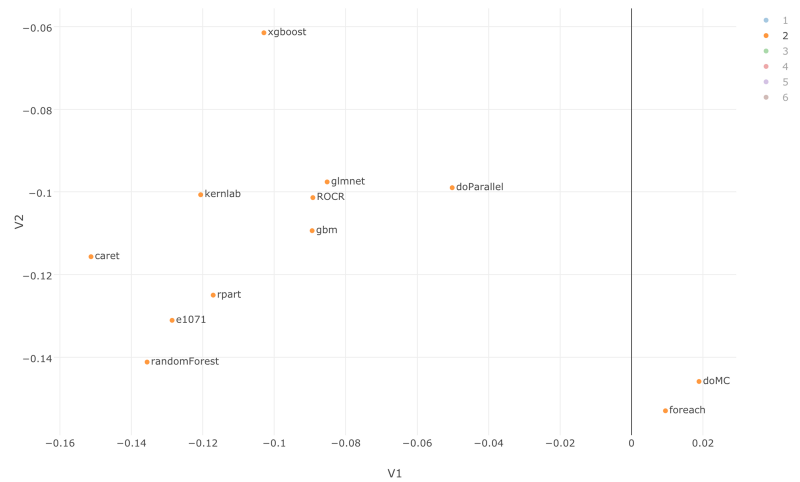 −0.06
xgboost
1
2
3
4
5
6
−0.08
−0.1
kernlab
glmnet
ROCR
doParallel
gbm
V2
caret
−0.12
rpart
e1071
−0.14
randomForest
doMC
foreach
−0.16
−0.14
−0.12
−0.1
−0.08
−0.06
−0.04
−0.02
0
0.02
V1